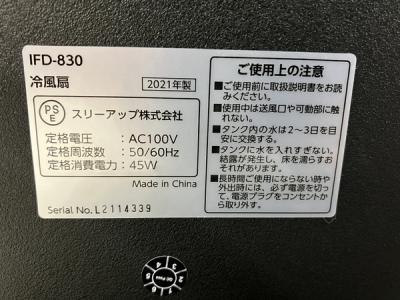 IFD-830
冷風扇
2021年製
PS
E
スリーアップ株式会社
定格電圧：AC100V
定格周波数：50/60Hz
定格消費電力：45W
Made in China
Serial No. L2114339
ご使用上の注意
■ご使用前に取扱説明書をお読
みください。
■使用中は送風口や可動部に触
れない。
■タンク内の水は2～3日を目
安に交換する。
■タンクに水を入れすぎない。
結露が発生し、床を濡らすお
それがあります。
■長時間ご使用にならない時や
外出時には、必ず電源を切っ
て、電源プラグをコンセントか
ら取り外す。